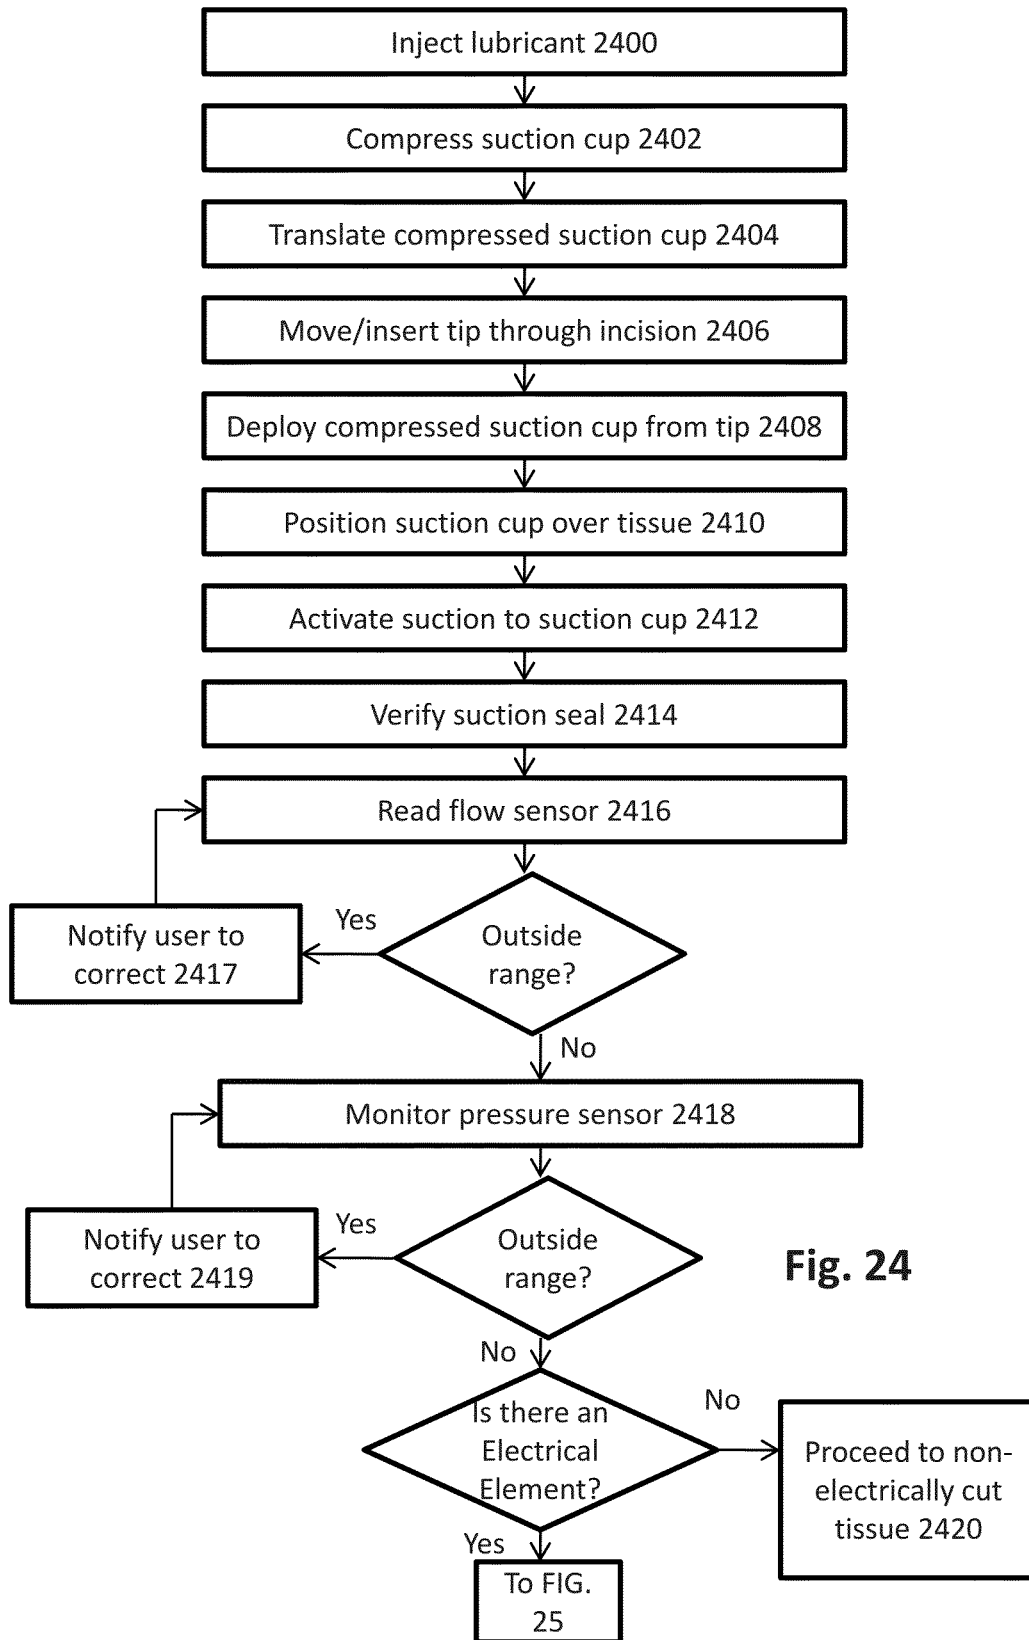 Inject lubricant 2400
Compress suction cup 2402
Translate compressed suction cup 2404
Move/insert tip through incision 2406
Deploy compressed suction cup from tip 2408
Position suction cup over tissue 2410
Activate suction to suction cup 2412
Verify suction seal 2414
Read flow sensor 2416
Yes
Notify user to
correct 2417
Outside
range?
No
Monitor pressure sensor 2418
Yes
Notify user to
correct 2419
Outside
range?
Fig. 24
No
Is there an
Electrical
Element?
No
Proceed to non-
electrically cut
tissue 2420
Yes
To FIG.
25